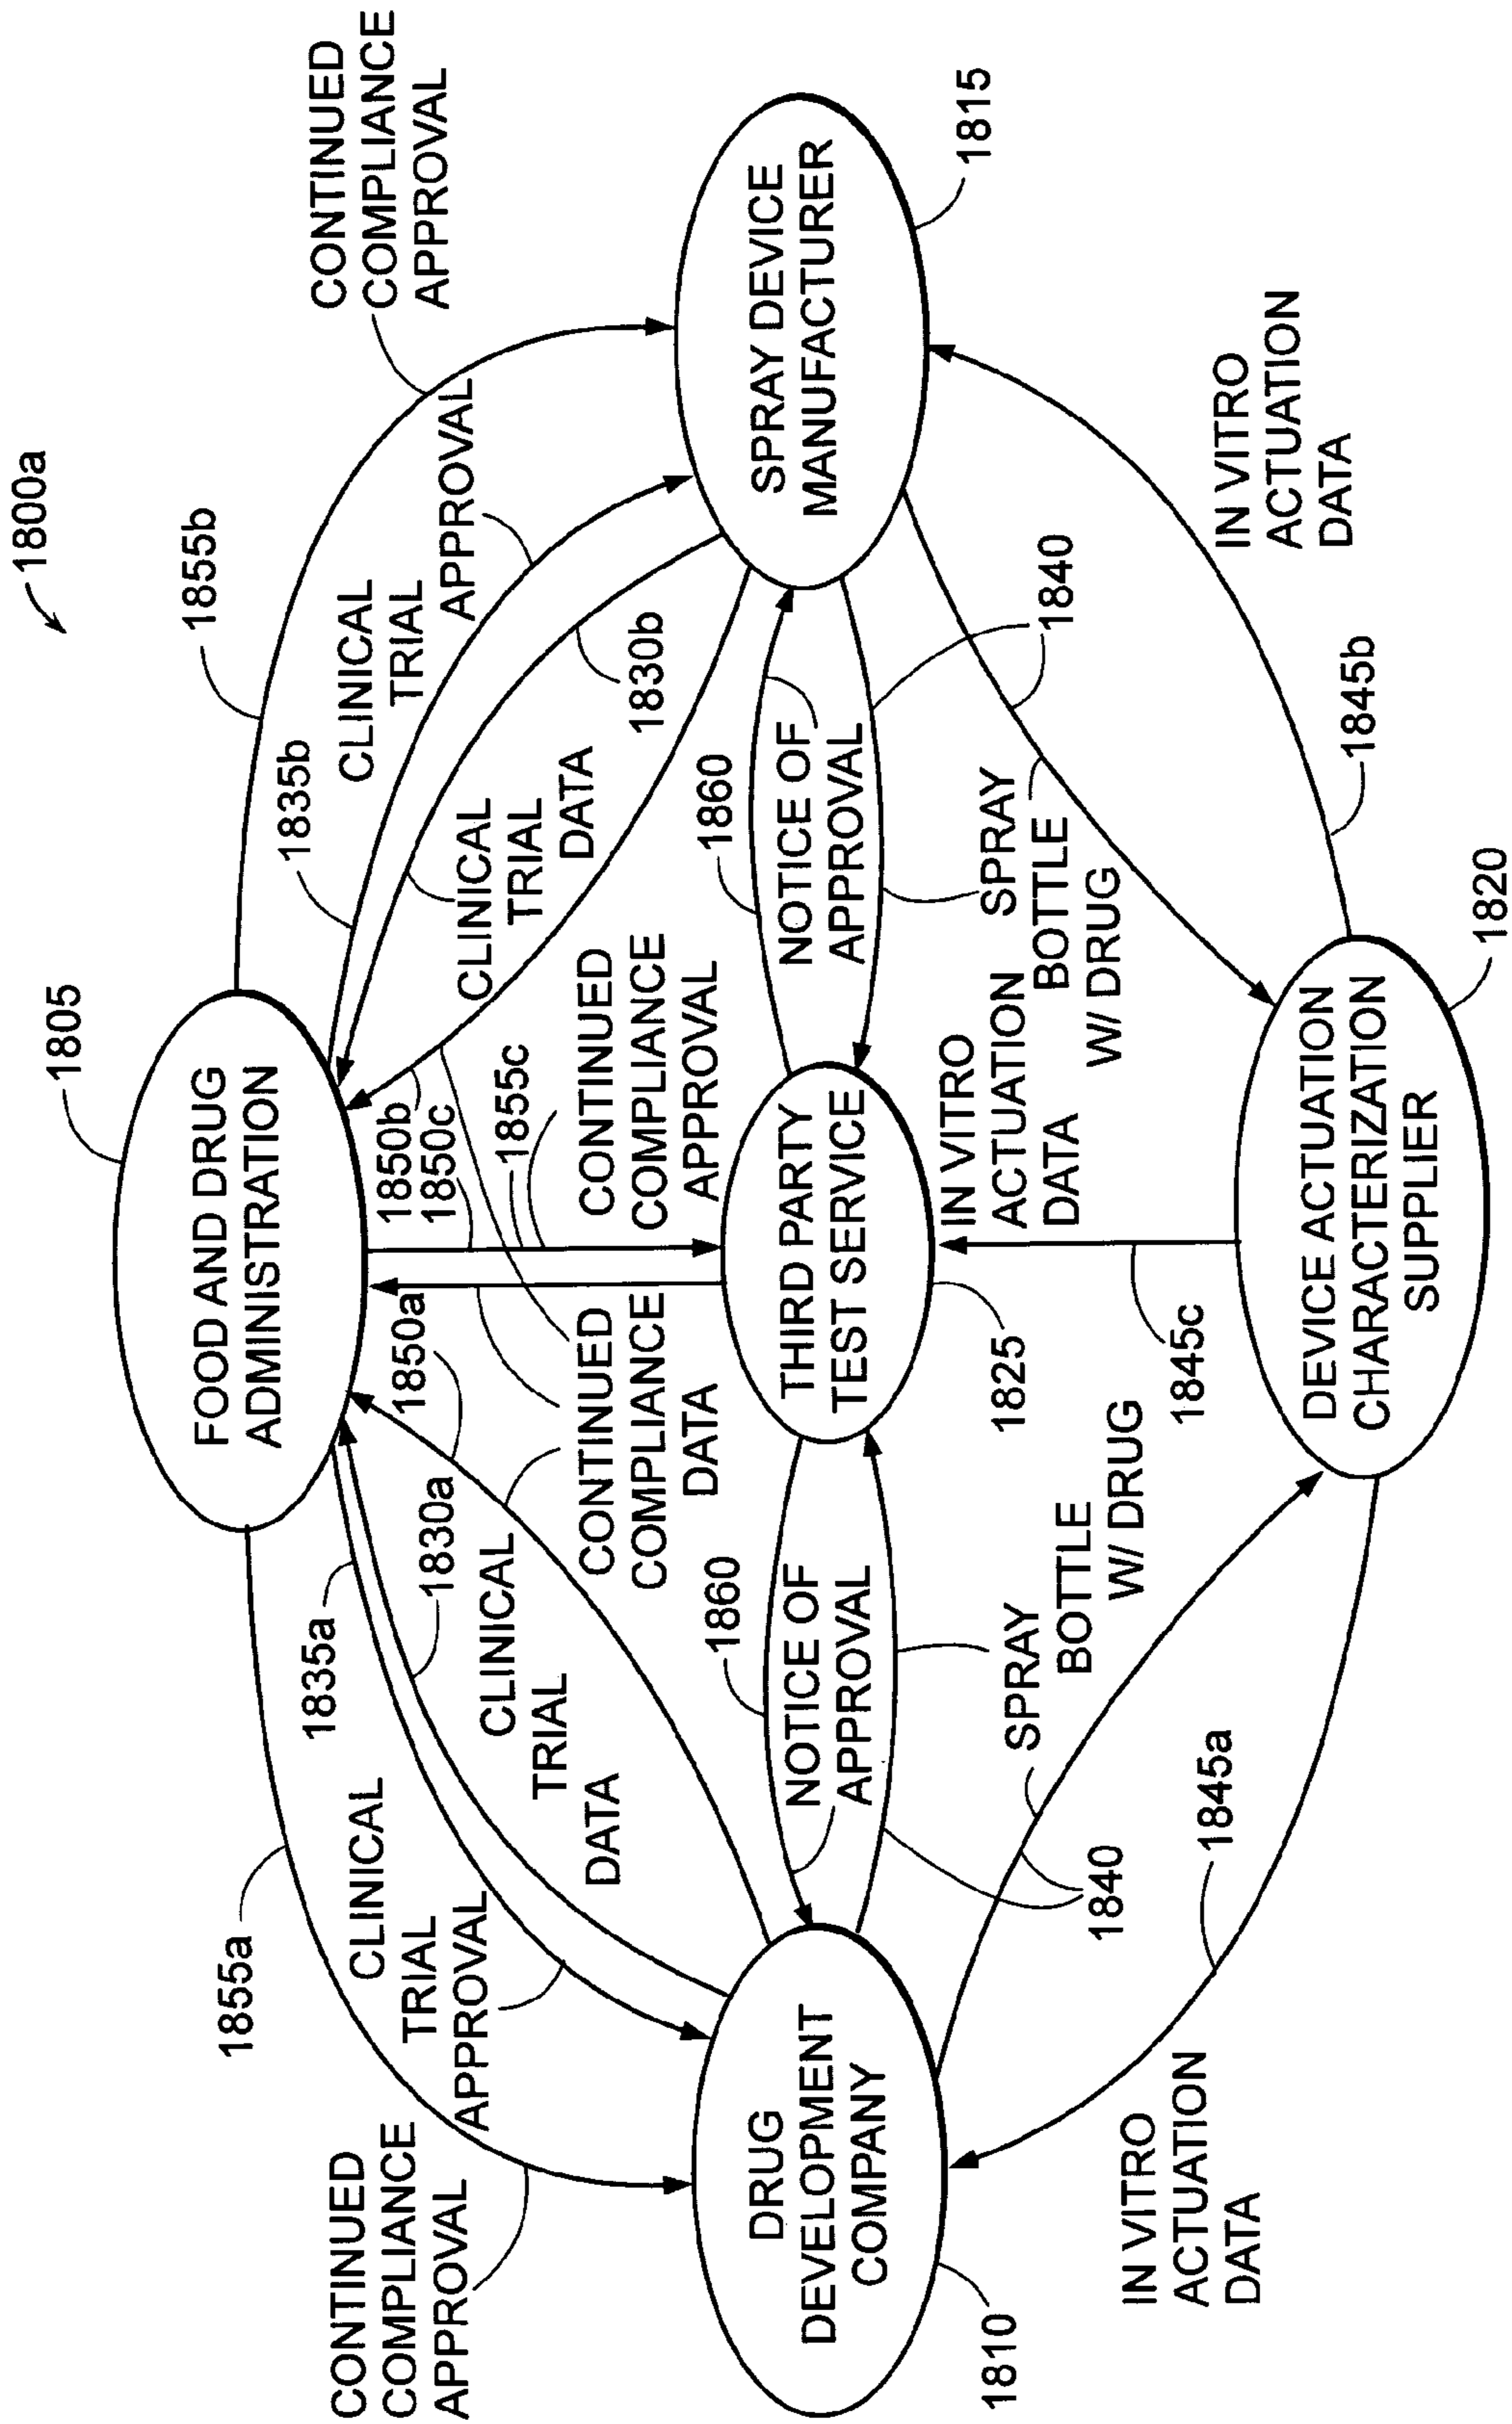 1800a
1805
FOOD AND DRUG
ADMINISTRATION
1855a
1855b
CONTINUED
COMPLIANCE
APPROVAL
CONTINUED
COMPLIANCE
APPROVAL
1835a
1835b
CLINICAL
TRIAL
APPROVAL
CLINICAL
TRIAL
APPROVAL
1830a
1830b
CLINICAL
TRIAL
DATA
CLINICAL
TRIAL
DATA
1850a
1850b
1850c
1855c
CONTINUED
COMPLIANCE
DATA
CONTINUED
COMPLIANCE
APPROVAL
1860
1860
DRUG
DEVELOPMENT
COMPANY
1810
NOTICE OF
APPROVAL
THIRD PARTY
TEST SERVICE
1825
NOTICE OF
APPROVAL
SPRAY DEVICE
MANUFACTURER
1815
SPRAY
BOTTLE
W/ DRUG
1840
IN VITRO
ACTUATION
DATA
SPRAY
BOTTLE
W/ DRUG
1840
IN VITRO
ACTUATION
DATA
1845a
1845c
1845b
IN VITRO
ACTUATION
DATA
DEVICE ACTUATION
CHARACTERIZATION
SUPPLIER
1820